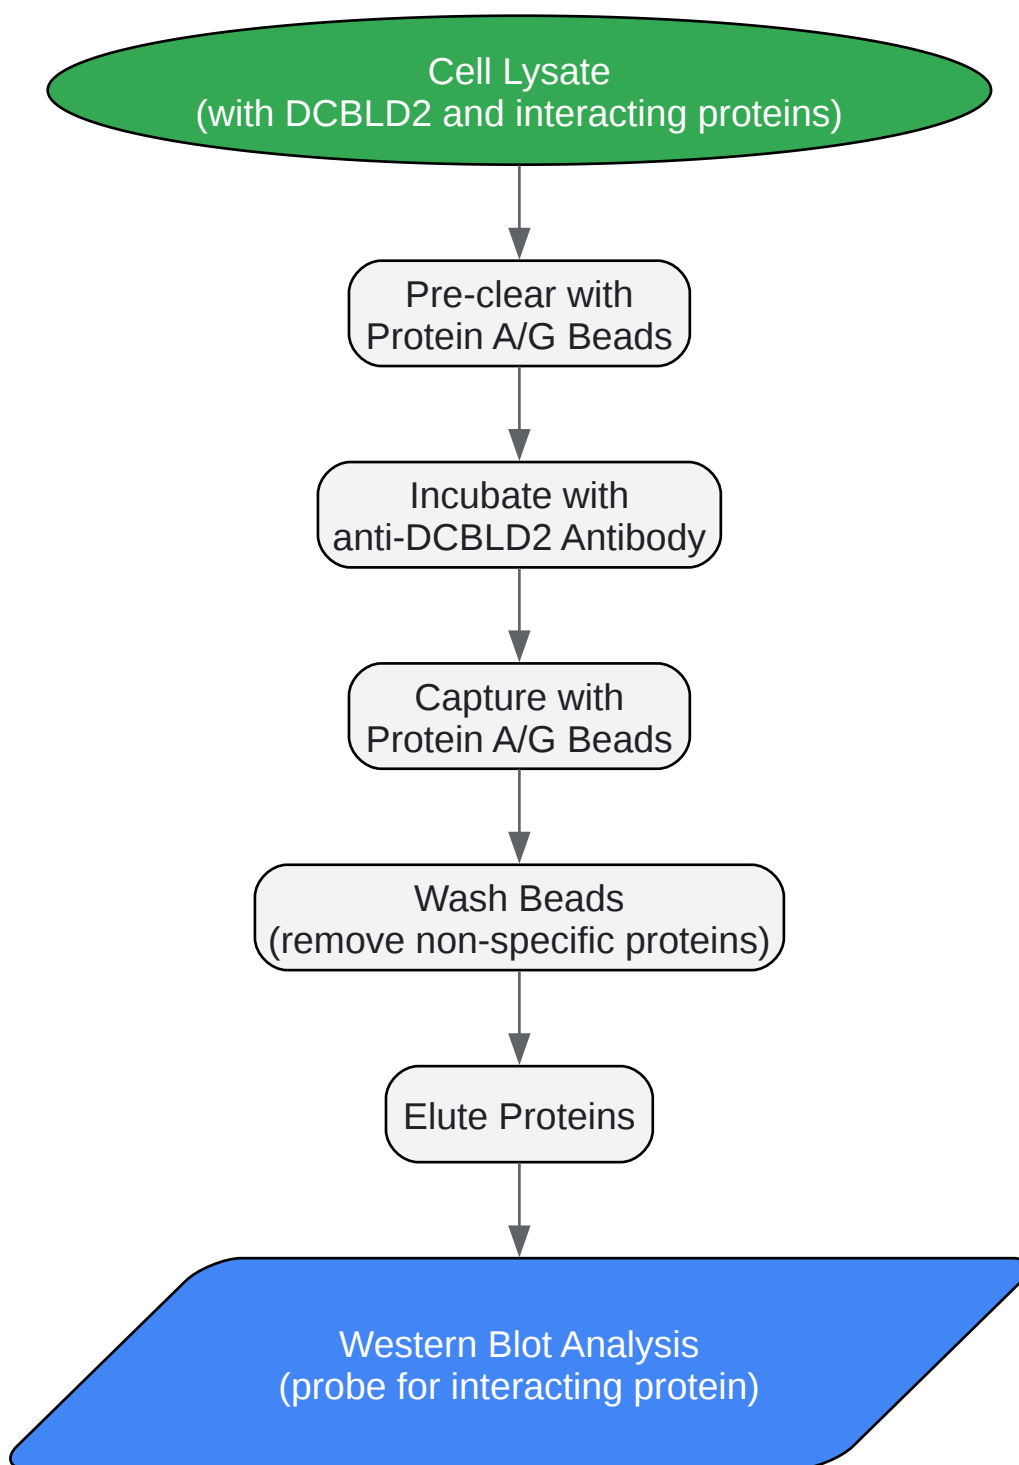 Cell Lysate
(with DCBLD2 and interacting proteins)
Pre-clear with
Protein A/G Beads
Incubate with
anti-DCBLD2 Antibody
Capture with
Protein A/G Beads
Wash Beads
(remove non-specific proteins)
Elute Proteins
Western Blot Analysis
(probe for interacting protein)